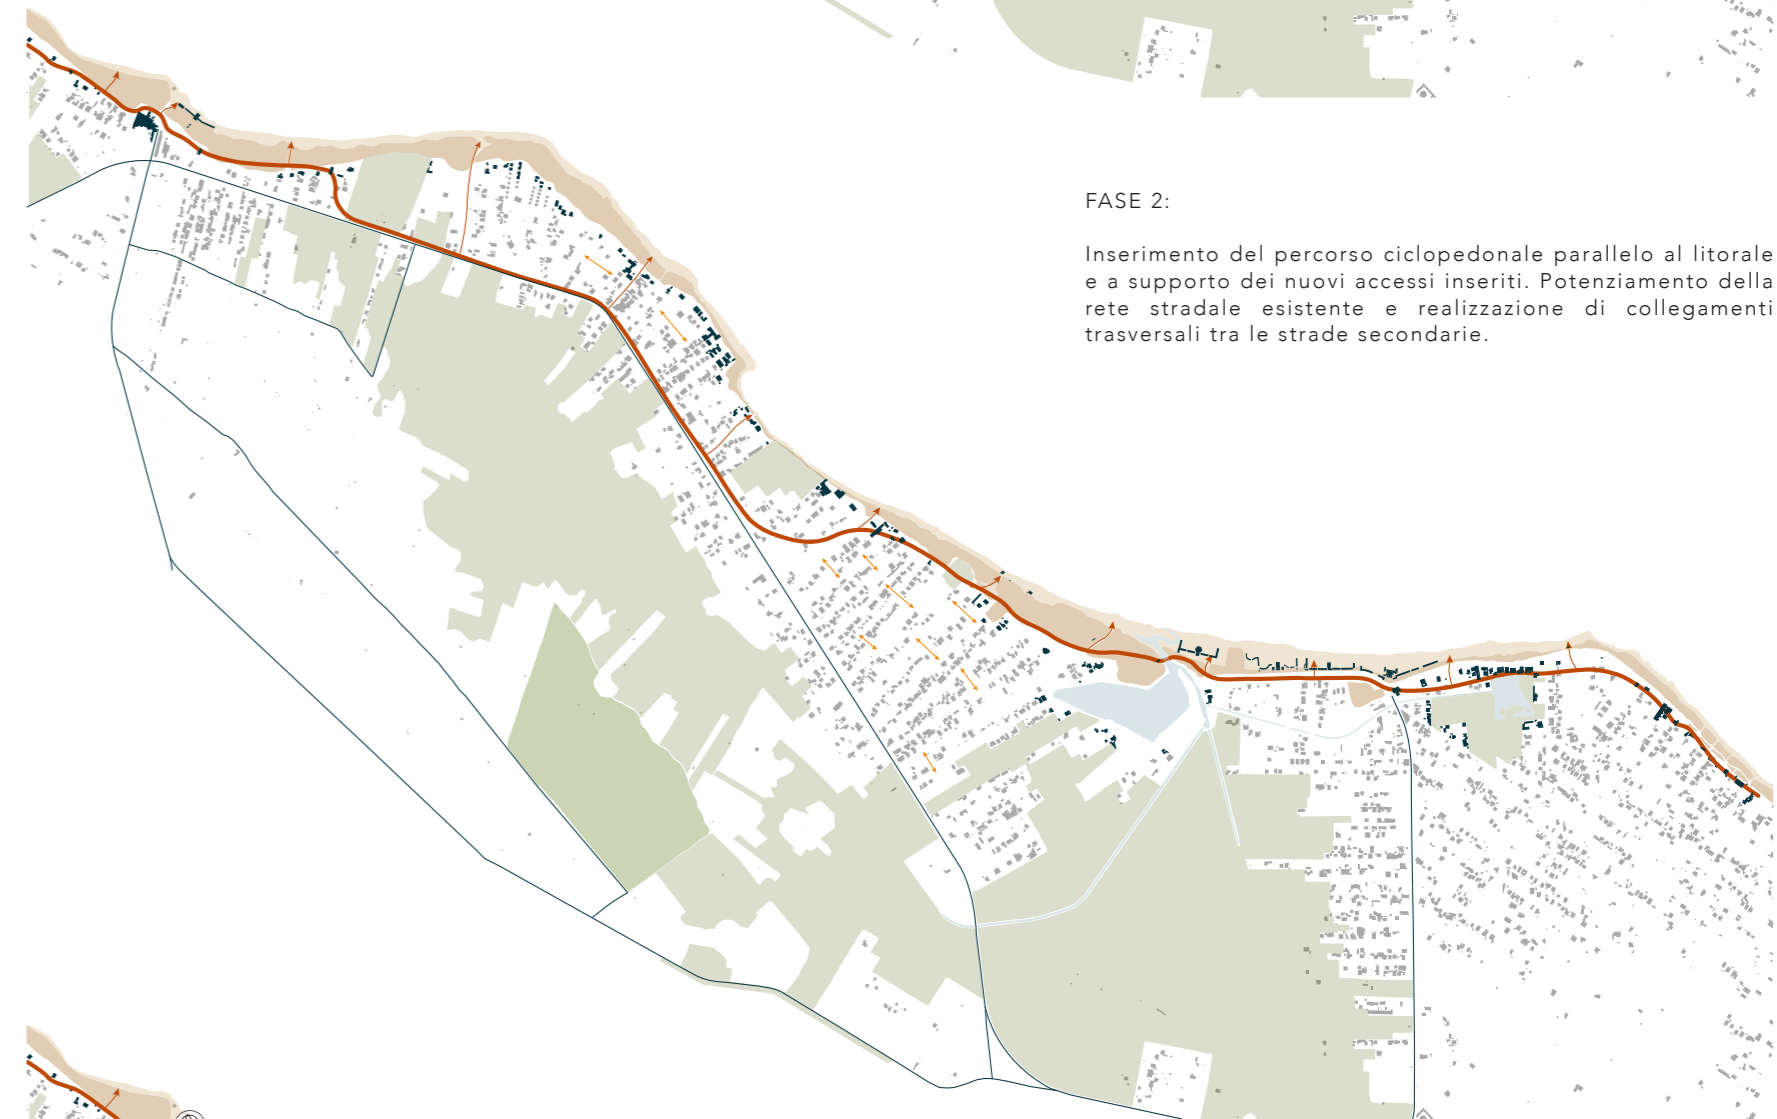 FASE 2:
Inserimento del percorso ciclopedonale parallelo al litorale
e a supporto dei nuovi accessi inseriti. Potenziamento della
rete stradale esistente e realizzazione di collegamenti
trasversali tra le strade secondarie.